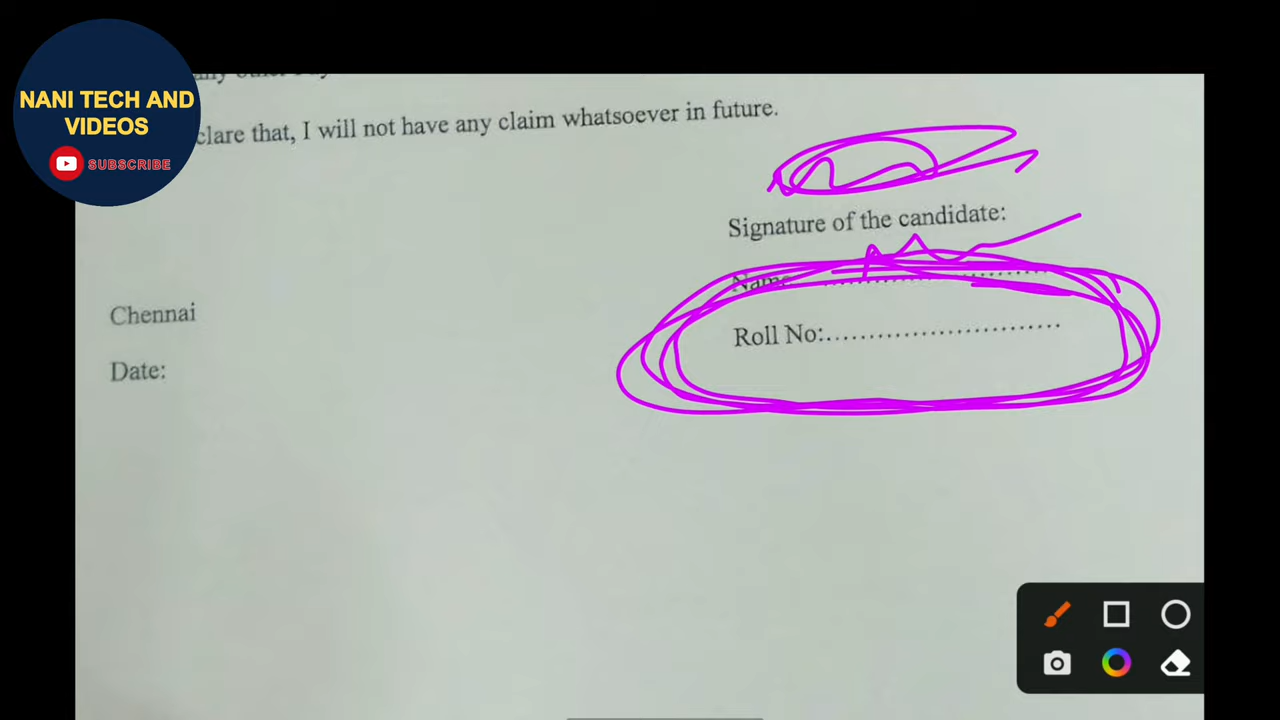 NANI TECH AND
VIDEOS
SUBSCRIBE
that, I will not have any claim whatsoever in future.
Signature of the candidate:
Name
Roll No:...........................
Chennai
Date: